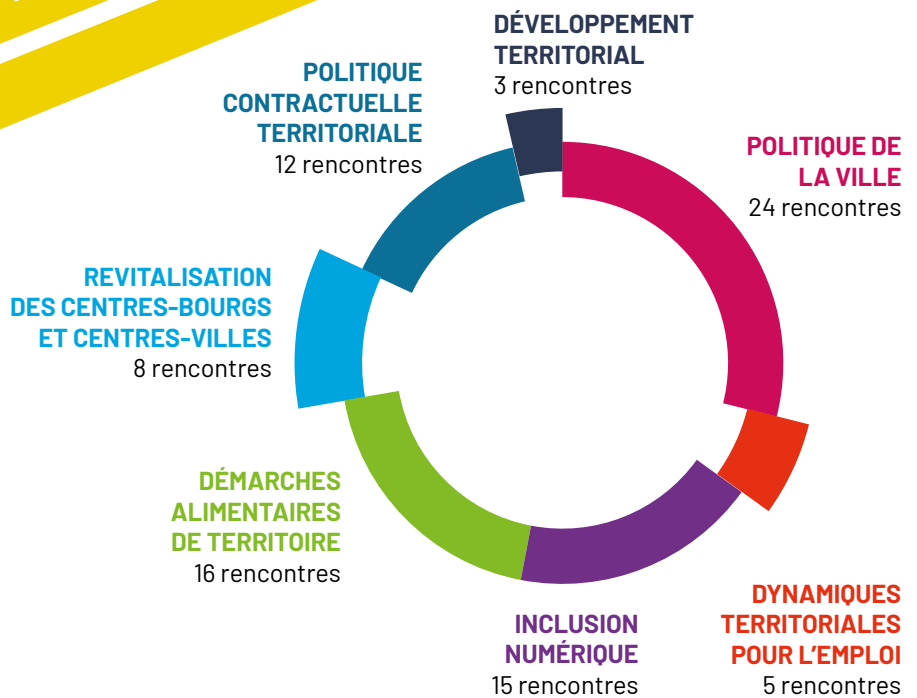 DÉVELOPPEMENT
TERRITORIAL
3 rencontres
POLITIQUE
CONTRACTUELLE
TERRITORIALE
12 rencontres
POLITIQUE DE
LA VILLE
24 rencontres
REVITALISATION
DES CENTRES-BOURGS
ET CENTRES-VILLES
8 rencontres
DÉMARCHES
ALIMENTAIRES
DE TERRITOIRE
16 rencontres
INCLUSION
NUMÉRIQUE
15 rencontres
DYNAMIQUES
TERRITORIALES
POUR L'EMPLOI
5 rencontres